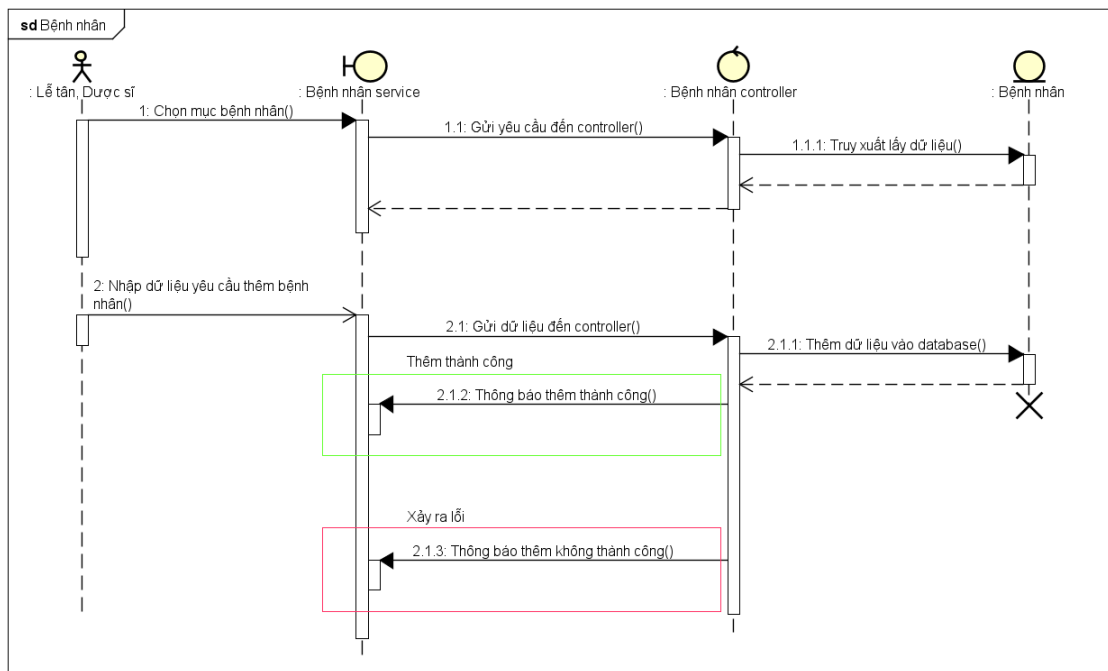 sd Bệnh nhân
: Lễ tân, Dược sĩ
: Bệnh nhân service
: Bệnh nhân controller
: Bệnh nhân
1: Chọn mục bệnh nhân()
1.1: Gửi yêu cầu đến controller()
1.1.1: Truy xuất lấy dữ liệu()
2: Nhập dữ liệu yêu cầu thêm bệnh
nhân()
2.1: Gửi dữ liệu đến controller()
2.1.1: Thêm dữ liệu vào database()
Thêm thành công
2.1.2: Thông báo thêm thành công()
Xảy ra lỗi
2.1.3: Thông báo thêm không thành công()